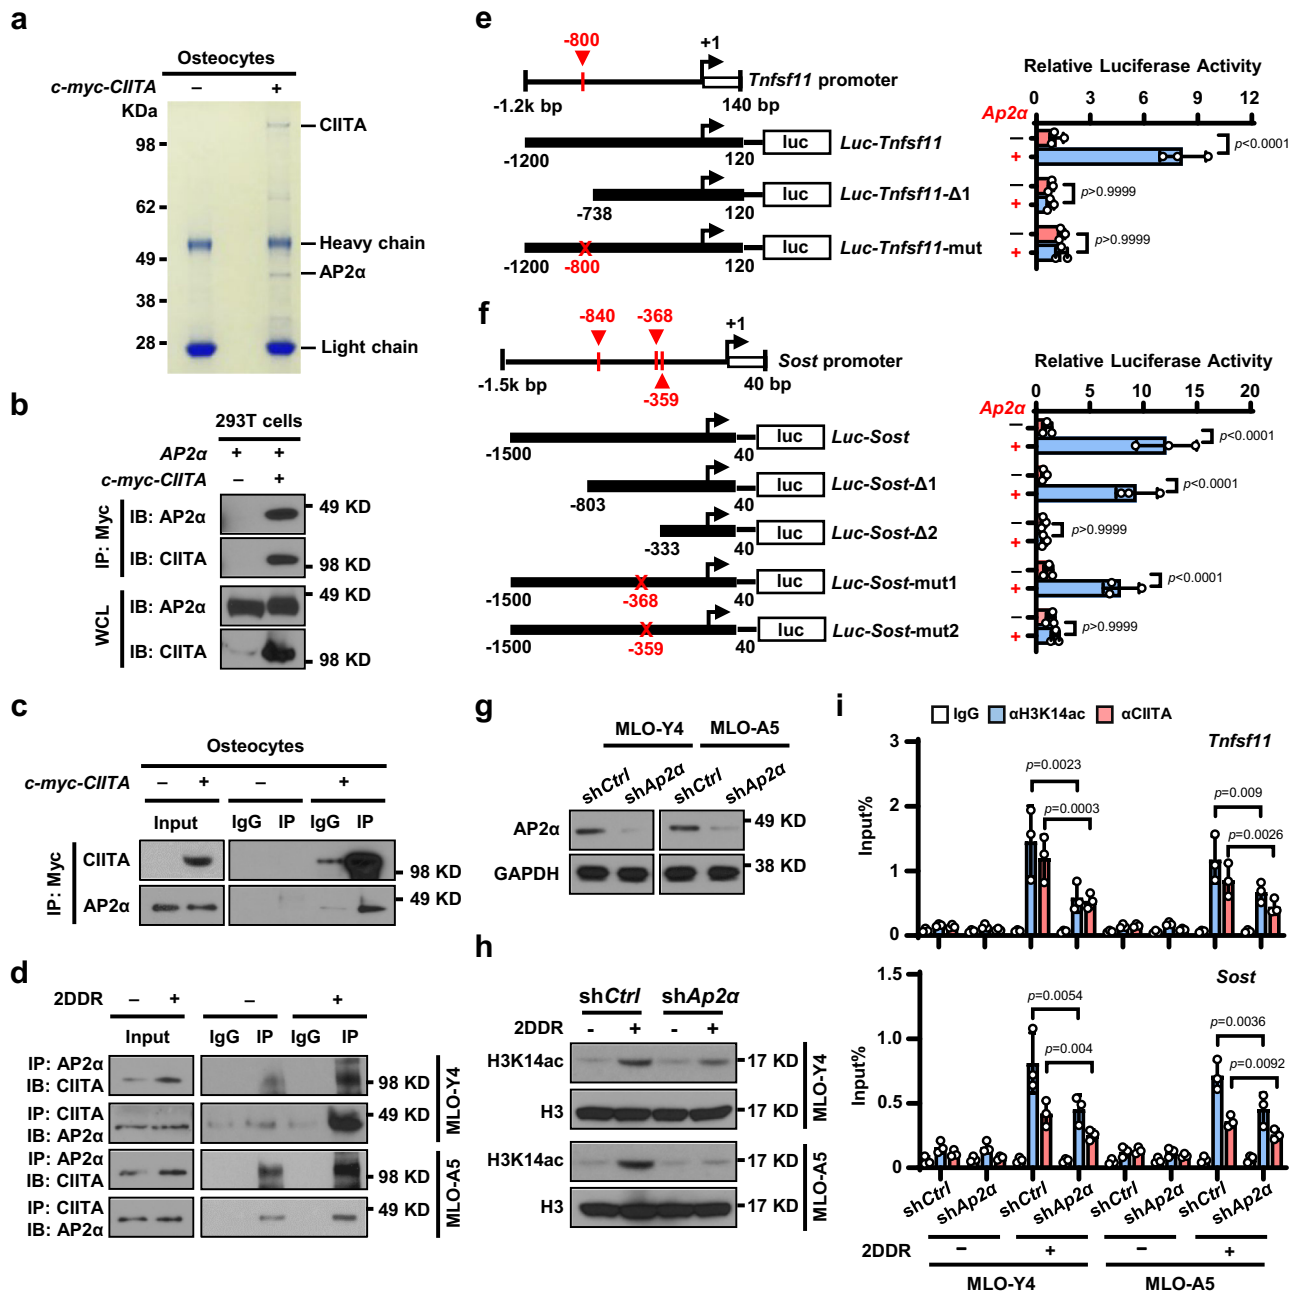 a
Osteocytes
c-myc-CIITA – +
KDa
98
62
49
38
28
CIITA
Heavy chain
AP2α
Light chain
b
293T cells
AP2α + +
c-myc-CIITA – +
IP: Myc
IB: AP2α
49 KD
IB: CIITA
98 KD
WCL
IB: AP2α
49 KD
IB: CIITA
98 KD
c
Osteocytes
c-myc-CIITA – + – +
Input IgG IP IgG IP
IP: Myc
CIITA
98 KD
AP2α
49 KD
d
2DDR – + – +
Input IgG IP IgG IP
IP: AP2α
IB: CIITA
98 KD
IP: CIITA
IB: AP2α
49 KD
MLO-Y4
IP: AP2α
IB: CIITA
98 KD
IP: CIITA
IB: AP2α
49 KD
MLO-A5
e
-800
+1
Tnfsf11 promoter
-1.2k bp 140 bp
luc Luc-Tnfsf11
-1200 120
luc Luc-Tnfsf11-Δ1
-738 120
X luc Luc-Tnfsf11-mut
-1200 -800 120
Relative Luciferase Activity
Ap2α
0 3 6 9 12
–
+
p<0.0001
–
+
p>0.9999
–
+
p>0.9999
f
-840 -368
+1
Sost promoter
-1.5k bp -359 40 bp
luc Luc-Sost
-1500 40
luc Luc-Sost-Δ1
-803 40
luc Luc-Sost-Δ2
-333 40
X luc Luc-Sost-mut1
-1500 -368 40
X luc Luc-Sost-mut2
-1500 -359 40
Relative Luciferase Activity
Ap2α
0 5 10 15 20
–
+
p<0.0001
–
+
p<0.0001
–
+
p>0.9999
–
+
p<0.0001
–
+
p>0.9999
g
MLO-Y4 MLO-A5
shCtrl shAp2α shCtrl shAp2α
AP2α
49 KD
GAPDH
38 KD
h
shCtrl shAp2α
2DDR - + - +
H3K14ac 17 KD
H3 17 KD
MLO-Y4
H3K14ac 17 KD
H3 17 KD
MLO-A5
i
IgG αH3K14ac αCIITA
Tnfsf11
Input%
3
2
1
0
p=0.0023
p=0.0003
p=0.009
p=0.0026
Sost
Input%
1.5
1.0
0.5
0
p=0.0054
p=0.004
p=0.0036
p=0.0092
shCtrl shAp2α shCtrl shAp2α shCtrl shAp2α shCtrl shAp2α
2DDR – + – +
MLO-Y4 MLO-A5